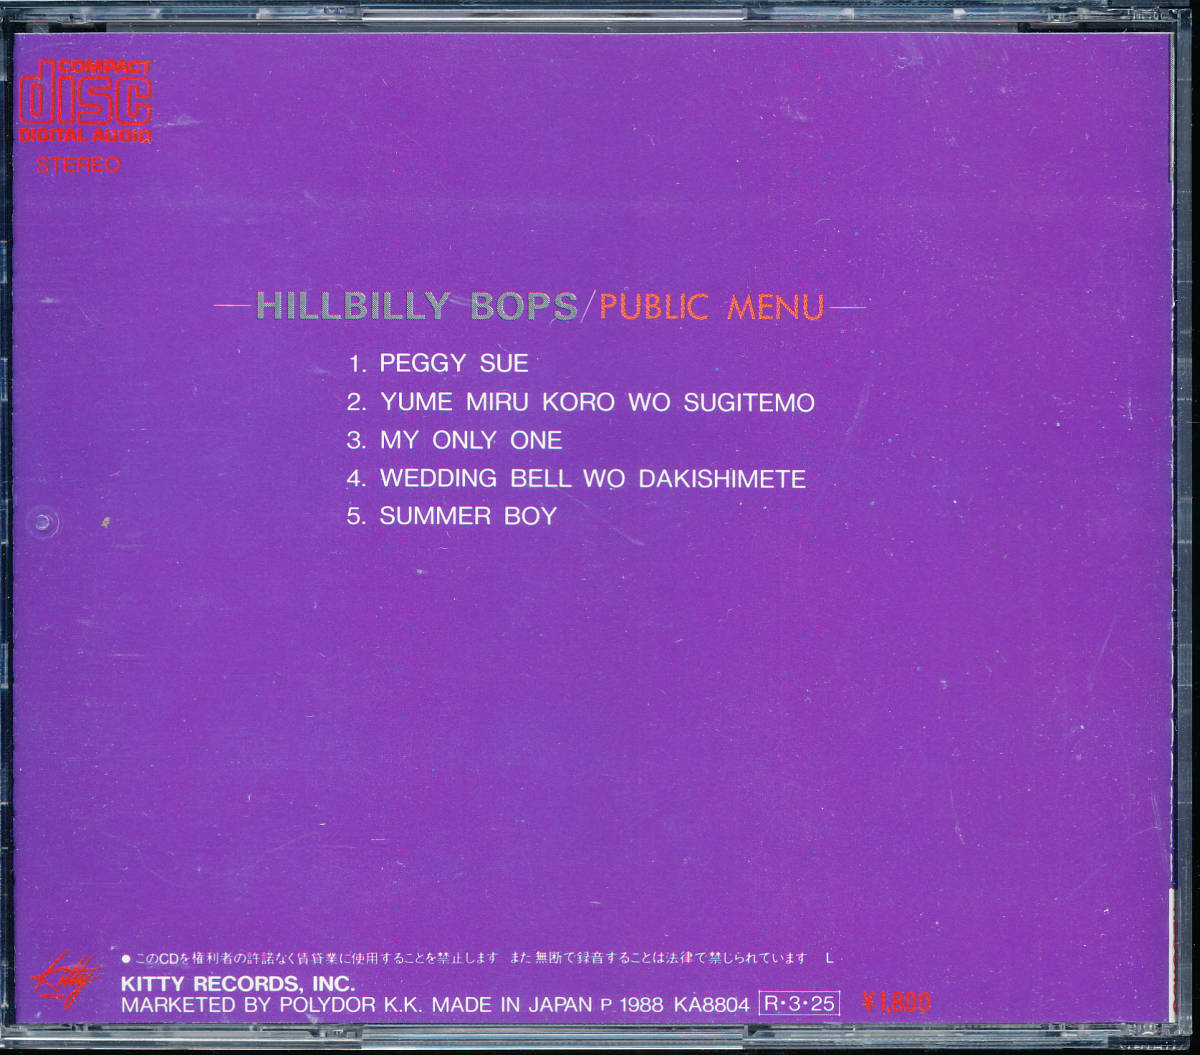 COMPACT
disc
DIGITAL AUDIO
STEREO
HILLBILLY BOPS/PUBLIC MENU
1. PEGGY SUE
2. YUME MIRU KORO WO SUGITEMO
3. MY ONLY ONE
4. WEDDING BELL WO DAKISHIMETE
5. SUMMER BOY
●このCDを権利者の許諾なく賃貸業に使用することを禁止します また無断で録音することは法律で禁じられています L
Kitty
KITTY RECORDS, INC.
MARKETED BY POLYDOR K.K. MADE IN JAPAN P 1988 KA8804 R・3・25 ¥1,800